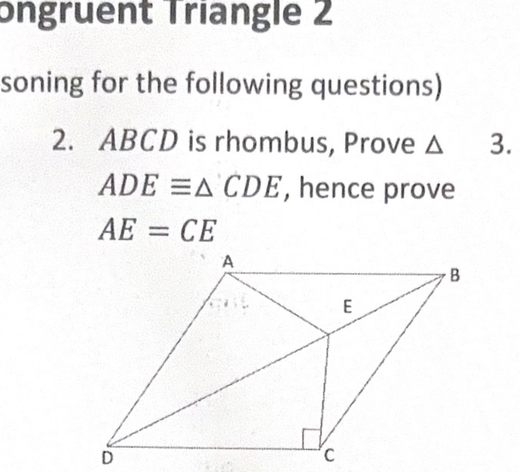 ongruent Triangle 2
soning for the following questions)
2. ABCD is rhombus, Prove Δ
3.
ADE ≡Δ CDE, hence prove
AE = CE
A
B
E
D
C